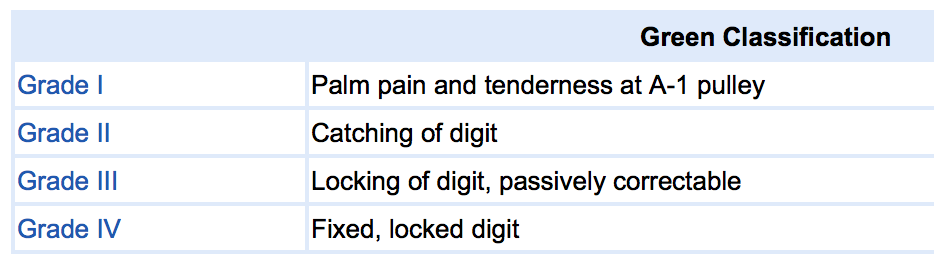 Green Classification
Grade I Palm pain and tenderness at A-1 pulley
Grade II Catching of digit
Grade III Locking of digit, passively correctable
Grade IV Fixed, locked digit